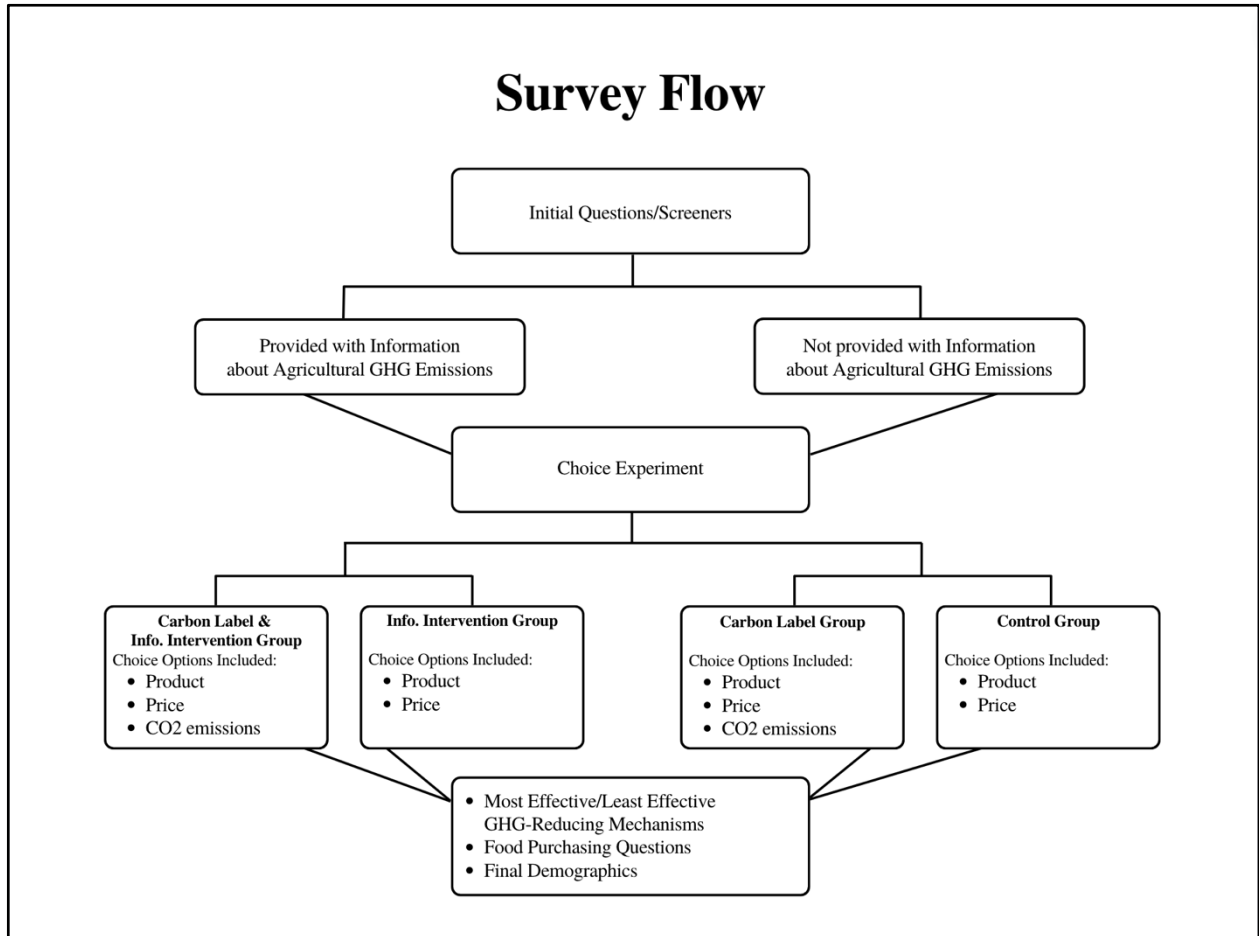 Survey Flow
Initial Questions/Screeners
Provided with Information
about Agricultural GHG Emissions
Not provided with Information
about Agricultural GHG Emissions
Choice Experiment
Carbon Label &
Info. Intervention Group
Choice Options Included:
• Product
• Price
• CO2 emissions
Info. Intervention Group
Choice Options Included:
• Product
• Price
Carbon Label Group
Choice Options Included:
• Product
• Price
• CO2 emissions
Control Group
Choice Options Included:
• Product
• Price
• Most Effective/Least Effective
GHG-Reducing Mechanisms
• Food Purchasing Questions
• Final Demographics